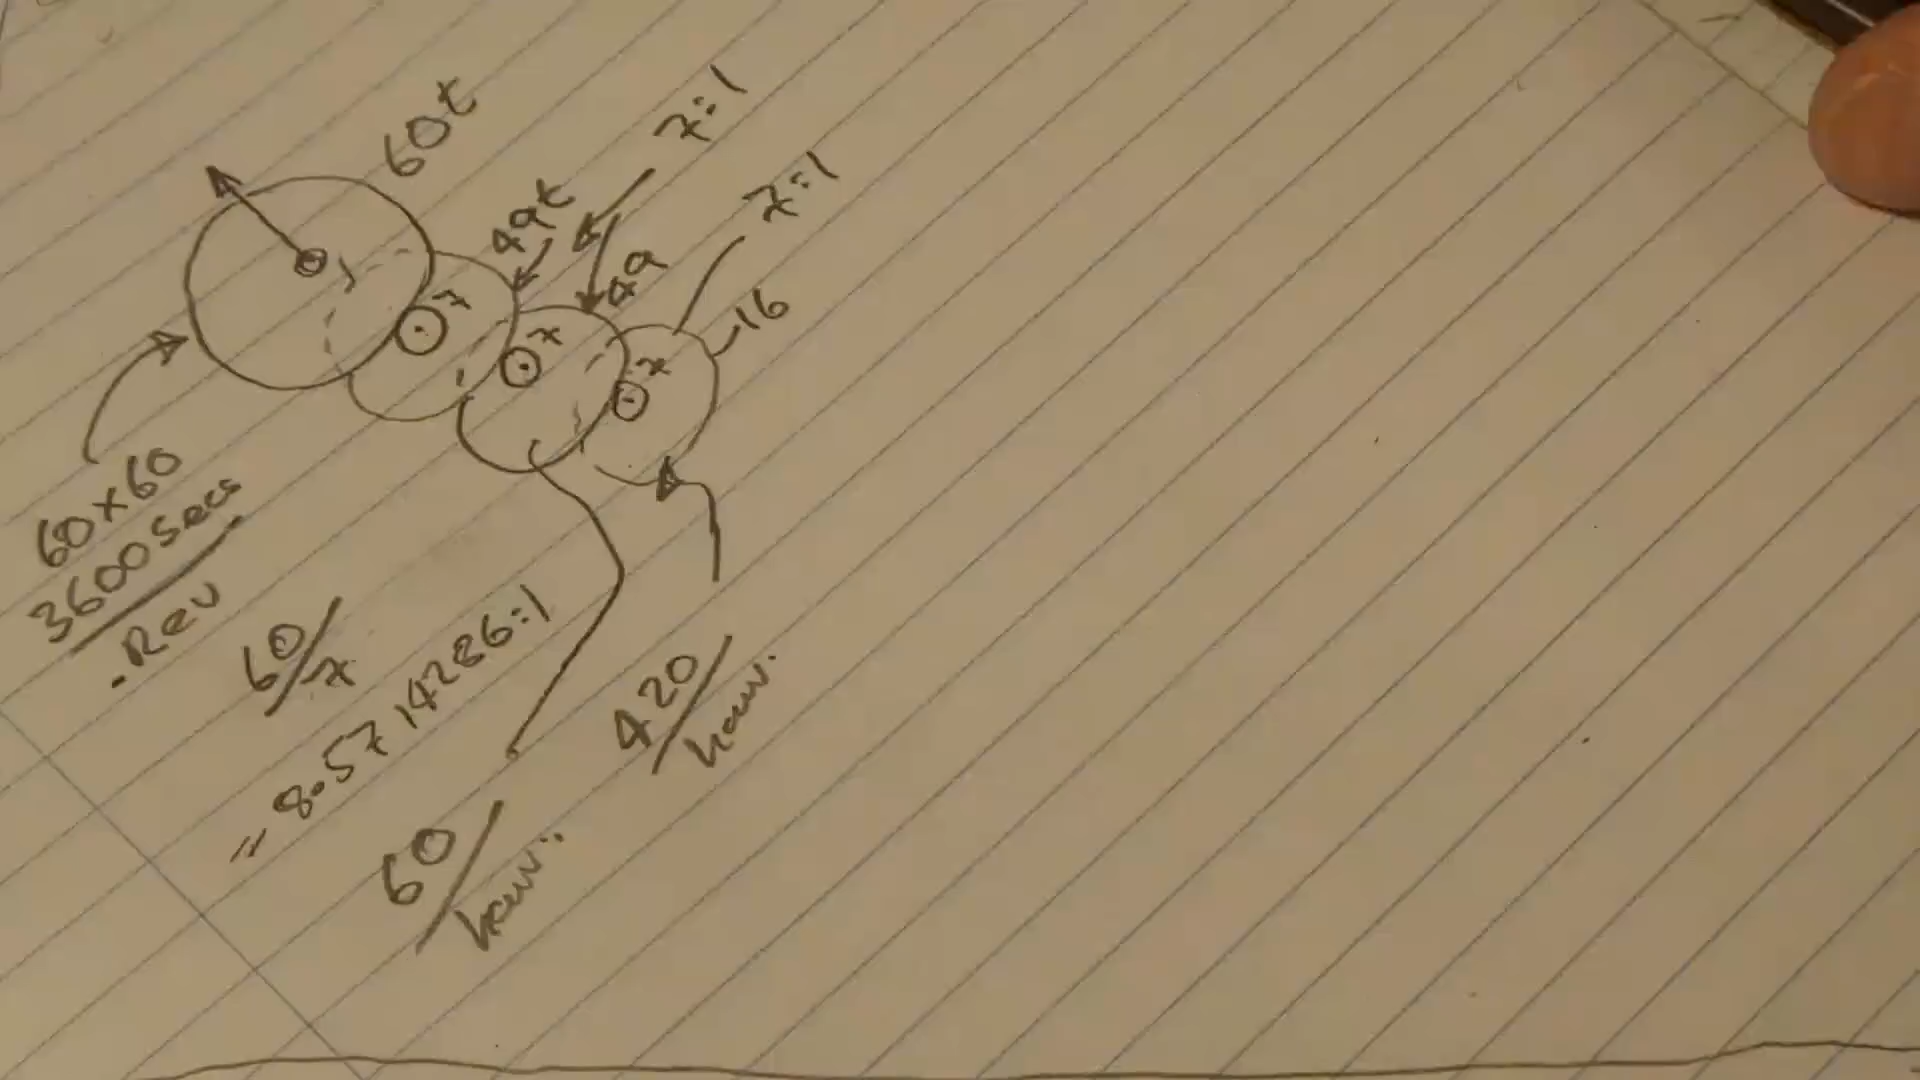 60t
7:1
7:1
49t
49
16
7
7
7
60x60
3600 Secs
. Rev
60/7
= 8.5714286:1
60/hour.
420/hour.